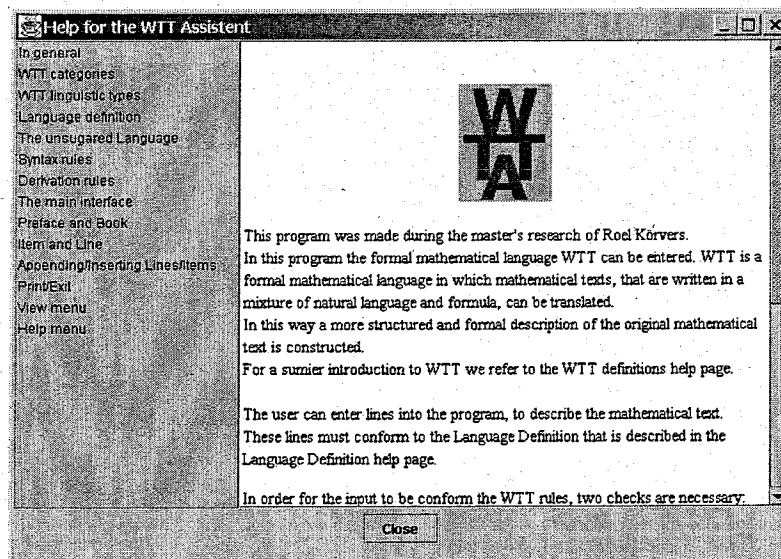 Help for the WTT Assistent
In general
WTT categories
WTT linguistic types
Language definition
The unsugared Language
Syntax rules
Derivation rules
The main interface
Preface and Book
Item and Line
Appending/Inserting Lines/Items
Print/Exit
View menu
Help menu
W
TT
A
This program was made during the master's research of Roel Körvers.
In this program the formal mathematical language WTT can be entered. WTT is a
formal mathematical language in which mathematical texts, that are written in a
mixture of natural language and formula, can be translated.
In this way a more structured and formal description of the original mathematical
text is constructed.
For a sumier introduction to WTT we refer to the WTT definitions help page.
The user can enter lines into the program, to describe the mathematical text.
These lines must conform to the Language Definition that is described in the
Language Definition help page.
In order for the input to be conform the WTT rules, two checks are necessary:
Close